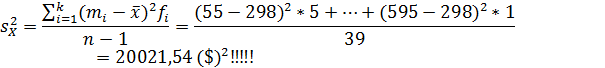 s_X^2 = \frac{\sum_{i=1}^{k}(m_i − \bar{x})^2 f_i}{n − 1} = \frac{(55 − 298)^2 * 5 + ⋯ + (595 − 298)^2 * 1}{39}
= 20021,54 ($)^2!!!!!